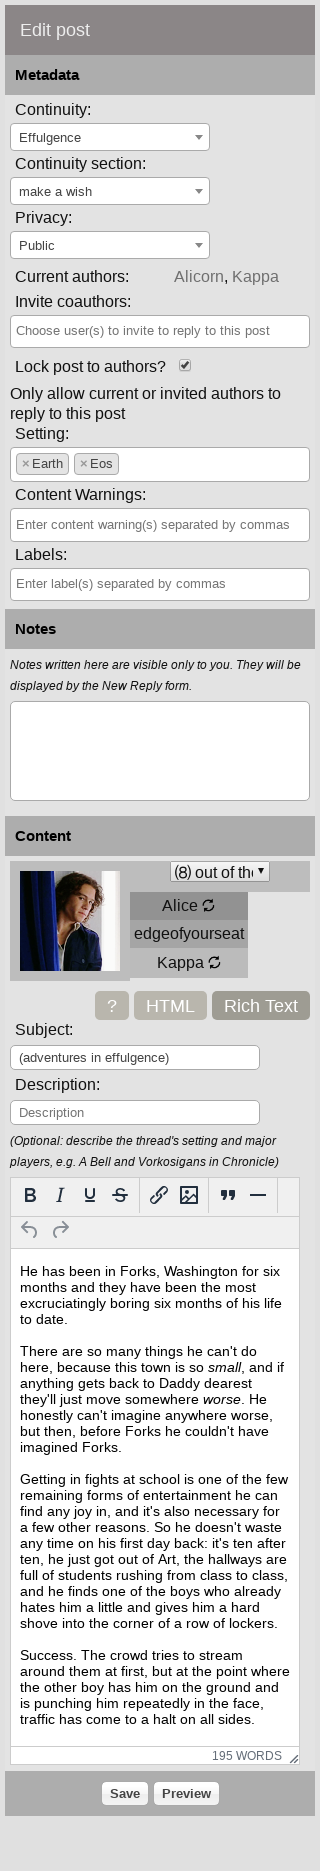 Edit post
Metadata
Continuity:
Effulgence
Continuity section:
make a wish
Privacy:
Public
Current authors: Alicorn, Kappa
Invite coauthors:
Choose user(s) to invite to reply to this post
Lock post to authors?
Only allow current or invited authors to
reply to this post
Setting:
×Earth ×Eos
Content Warnings:
Enter content warning(s) separated by commas
Labels:
Enter label(s) separated by commas
Notes
Notes written here are visible only to you. They will be
displayed by the New Reply form.
Content
(8) out of the
Alice
edgeofyourseat
Kappa
? HTML Rich Text
Subject:
(adventures in effulgence)
Description:
Description
(Optional: describe the thread's setting and major
players, e.g. A Bell and Vorkosigans in Chronicle)
B I U S
He has been in Forks, Washington for six
months and they have been the most
excruciatingly boring six months of his life
to date.
There are so many things he can't do
here, because this town is so small, and if
anything gets back to Daddy dearest
they'll just move somewhere worse. He
honestly can't imagine anywhere worse,
but then, before Forks he couldn't have
imagined Forks.
Getting in fights at school is one of the few
remaining forms of entertainment he can
find any joy in, and it's also necessary for
a few other reasons. So he doesn't waste
any time on his first day back: it's ten after
ten, he just got out of Art, the hallways are
full of students rushing from class to class,
and he finds one of the boys who already
hates him a little and gives him a hard
shove into the corner of a row of lockers.
Success. The crowd tries to stream
around them at first, but at the point where
the other boy has him on the ground and
is punching him repeatedly in the face,
traffic has come to a halt on all sides.
195 WORDS
Save Preview